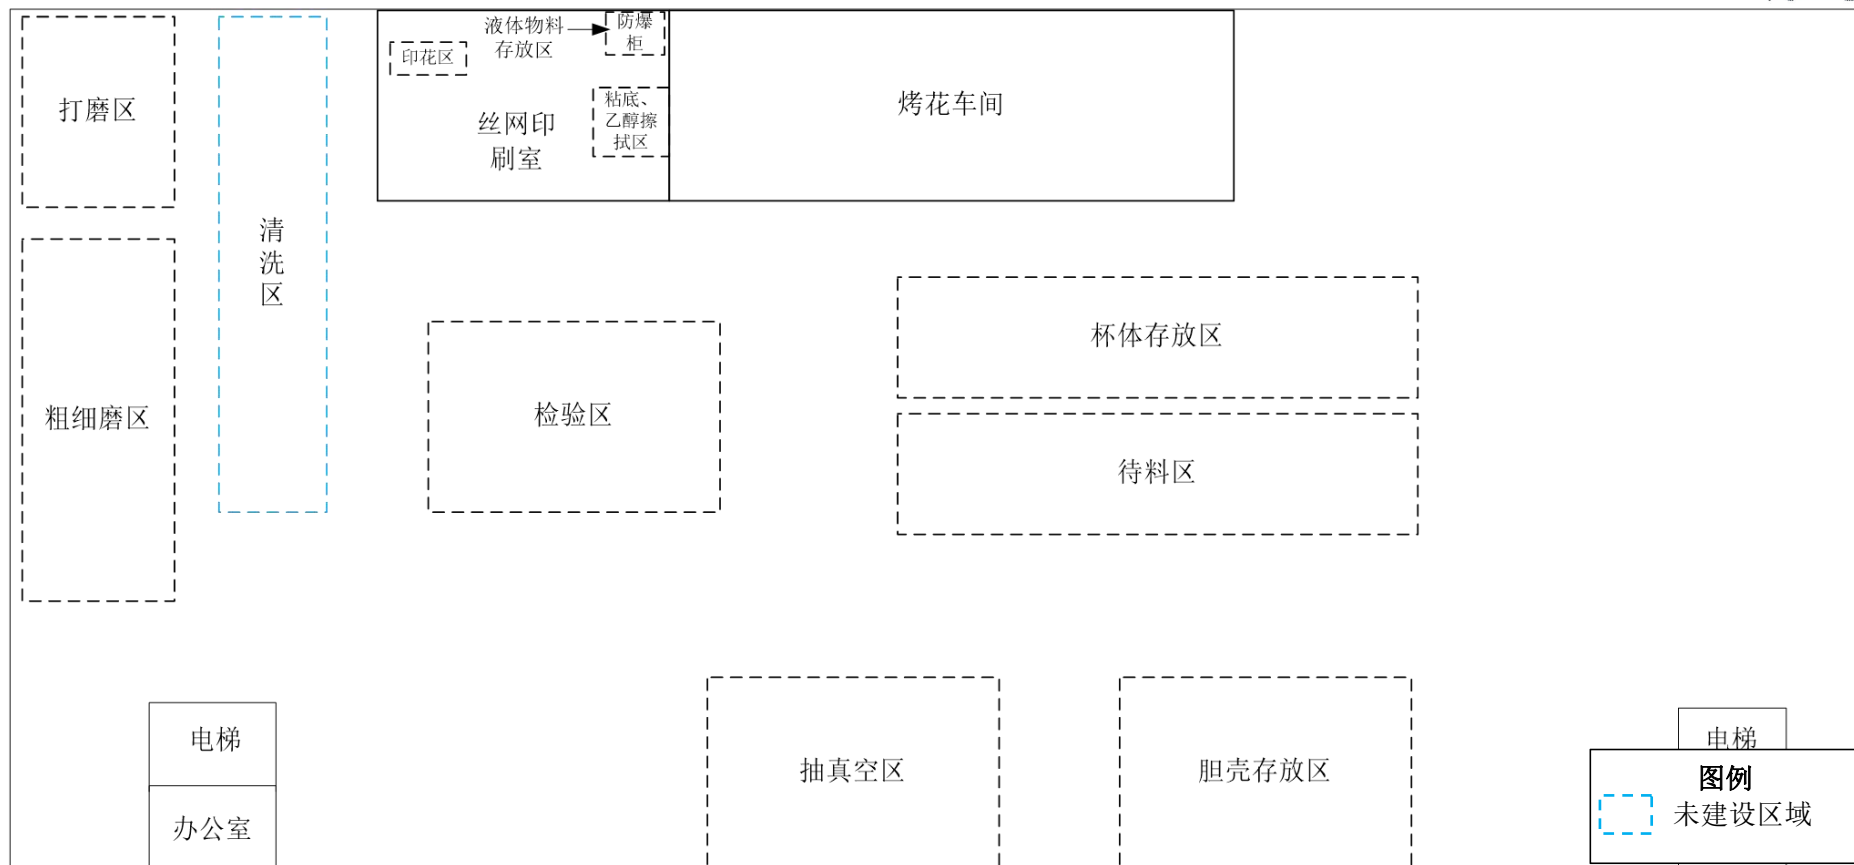 液体物料
存放区
防爆
柜
印花区
粘底、
乙醇擦
拭区
丝网印
刷室
烤花车间
打磨区
清
洗
区
粗细磨区
检验区
杯体存放区
待料区
电梯
办公室
抽真空区
胆壳存放区
电梯
图例
未建设区域